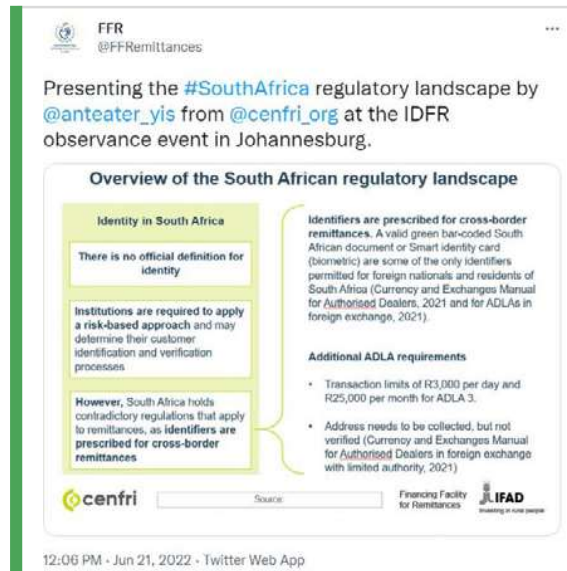 FFR
@FFRemittances
Presenting the #SouthAfrica regulatory landscape by
@anteater_yis from @cenfri_org at the IDFR
observance event in Johannesburg.
Overview of the South African regulatory landscape
Identity in South Africa
There is no official definition for
identity
Institutions are required to apply
a risk-based approach and may
determine their customer
identification and verification
processes
However, South Africa holds
contradictory regulations that apply
to remittances, as identifiers are
prescribed for cross-border
remittances
Identifiers are prescribed for cross-border
remittances. A valid green bar-coded South
African document or Smart identity card
(biometric) are some of the only identifiers
permitted for foreign nationals and residents of
South Africa (Currency and Exchanges Manual
for Authorised Dealers, 2021 and for ADLAs in
foreign exchange, 2021).
Additional ADLA requirements
• Transaction limits of R3,000 per day and
R25,000 per month for ADLA 3.
• Address needs to be collected, but not
verified (Currency and Exchanges Manual
for Authorised Dealers in foreign exchange
with limited authority, 2021)
cenfri
Source:
Financing Facility
for Remittances
IFAD
Investing in rural people
12:06 PM · Jun 21, 2022 · Twitter Web App